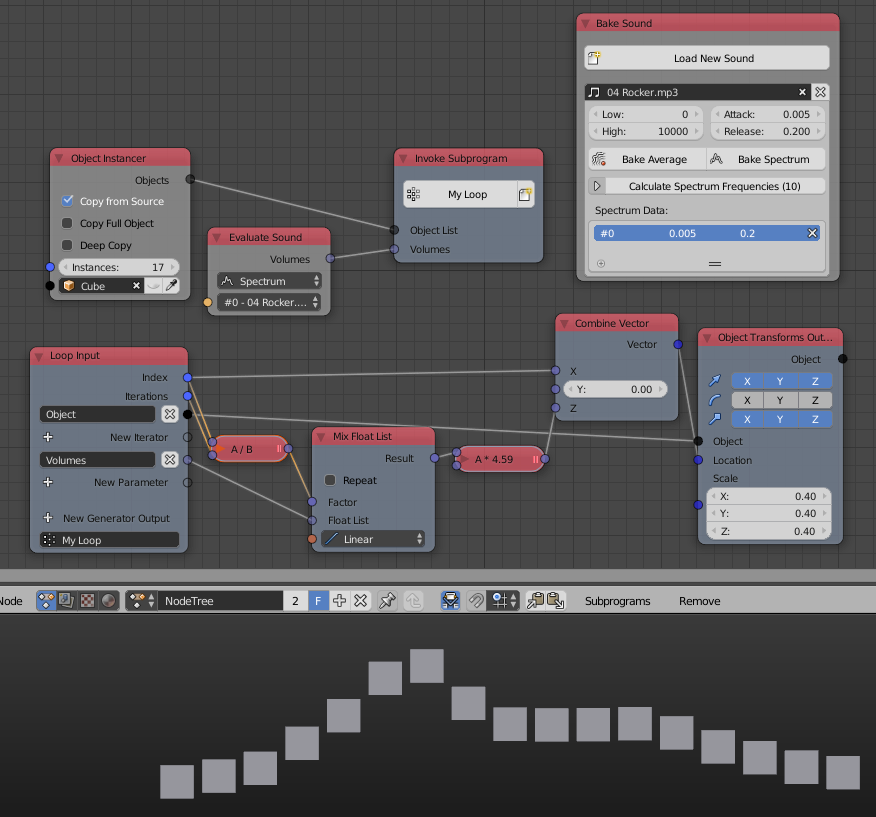 Bake Sound
Load New Sound
04 Rocker.mp3
Low: 0
Attack: 0.005
High: 10000
Release: 0.200
Bake Average
Bake Spectrum
Calculate Spectrum Frequencies (10)
Spectrum Data:
#0 0.005 0.2
Object Instancer
Objects
Copy from Source
Copy Full Object
Deep Copy
Instances: 17
Cube
Evaluate Sound
Volumes
Spectrum
#0 - 04 Rocker....
Invoke Subprogram
My Loop
Object List
Volumes
Loop Input
Index
Iterations
Object
New Iterator
Volumes
New Parameter
New Generator Output
My Loop
A / B
Mix Float List
Result
Repeat
Factor
Float List
Linear
A * 4.59
Combine Vector
Vector
X
Y: 0.00
Z
Object Transforms Out...
Object
X Y Z
X Y Z
X Y Z
Object
Location
Scale
X: 0.40
Y: 0.40
Z: 0.40
Node
NodeTree
2
F
Subprograms
Remove